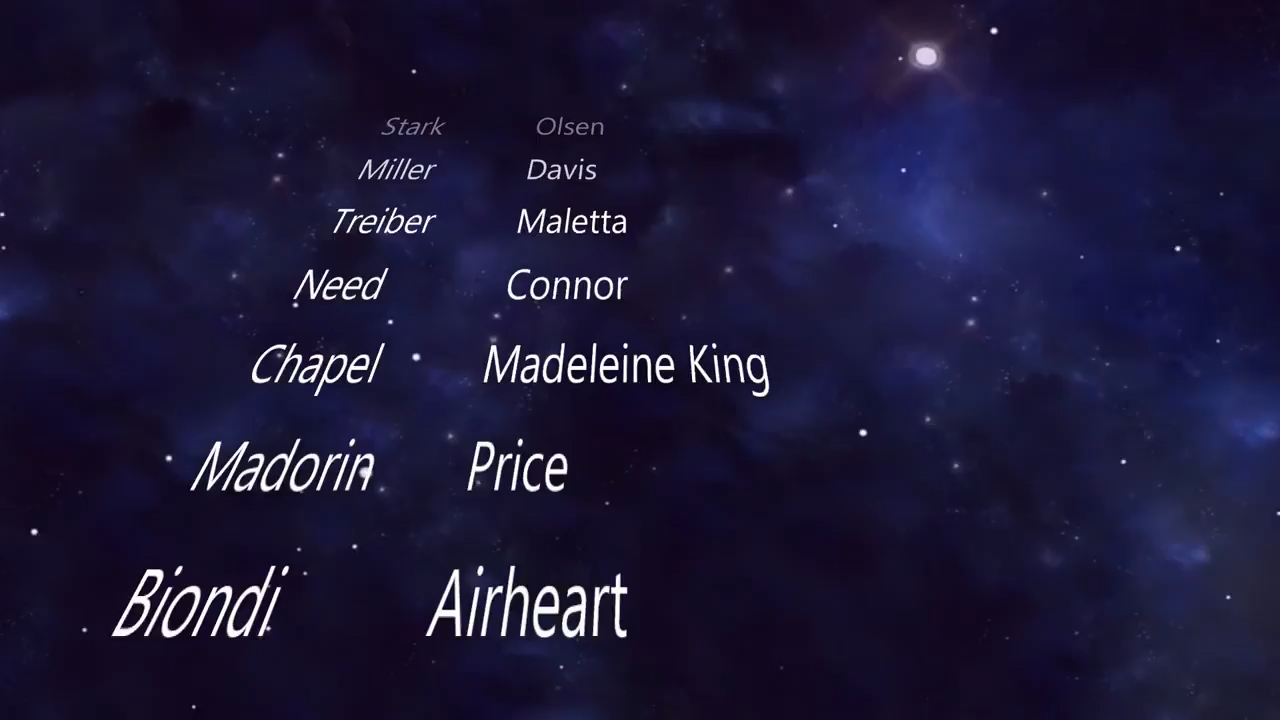 Stark Olsen
Miller Davis
Treiber Maletta
Need Connor
Chapel Madeleine King
Madorin Price
Biondi Airheart